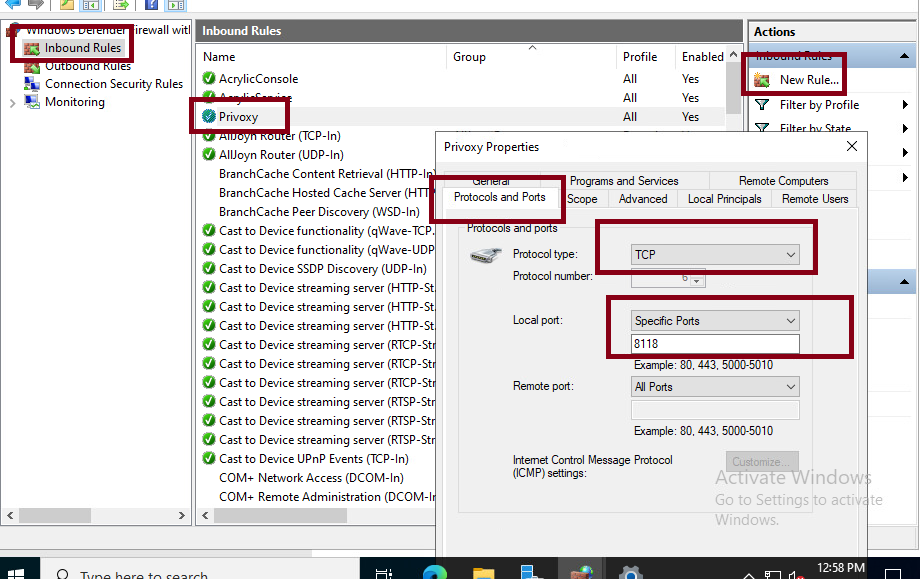 Windows Defender Firewall with
Inbound Rules
Outbound Rules
Connection Security Rules
Monitoring
Inbound Rules
Name Group Profile Enabled
AcrylicConsole All Yes
AcrylicService All Yes
Privoxy All Yes
AllJoyn Router (TCP-In)
AllJoyn Router (UDP-In)
BranchCache Content Retrieval (HTTP-In)
BranchCache Hosted Cache Server (HTT
BranchCache Peer Discovery (WSD-In)
Cast to Device functionality (qWave-TCP...
Cast to Device functionality (qWave-UDP
Cast to Device SSDP Discovery (UDP-In)
Cast to Device streaming server (HTTP-St.
Cast to Device streaming server (HTTP-St.
Cast to Device streaming server (HTTP-St.
Cast to Device streaming server (RTCP-Str
Cast to Device streaming server (RTCP-Str
Cast to Device streaming server (RTCP-Str
Cast to Device streaming server (RTSP-Str
Cast to Device streaming server (RTSP-Str
Cast to Device streaming server (RTSP-Str
Cast to Device UPnP Events (TCP-In)
COM+ Network Access (DCOM-In)
COM+ Remote Administration (DCOM-In
Actions
Inbound Rules
New Rule...
Filter by Profile
Filter by State
Privoxy Properties
General Programs and Services Remote Computers
Protocols and Ports Scope Advanced Local Principals Remote Users
Protocols and ports
Protocol type: TCP
Protocol number: 6
Local port: Specific Ports
8118
Example: 80, 443, 5000-5010
Remote port: All Ports
Example: 80, 443, 5000-5010
Internet Control Message Protocol
(ICMP) settings: Customize...
Activate Windows
Go to Settings to activate
Windows.
Type here to search
12:58 PM